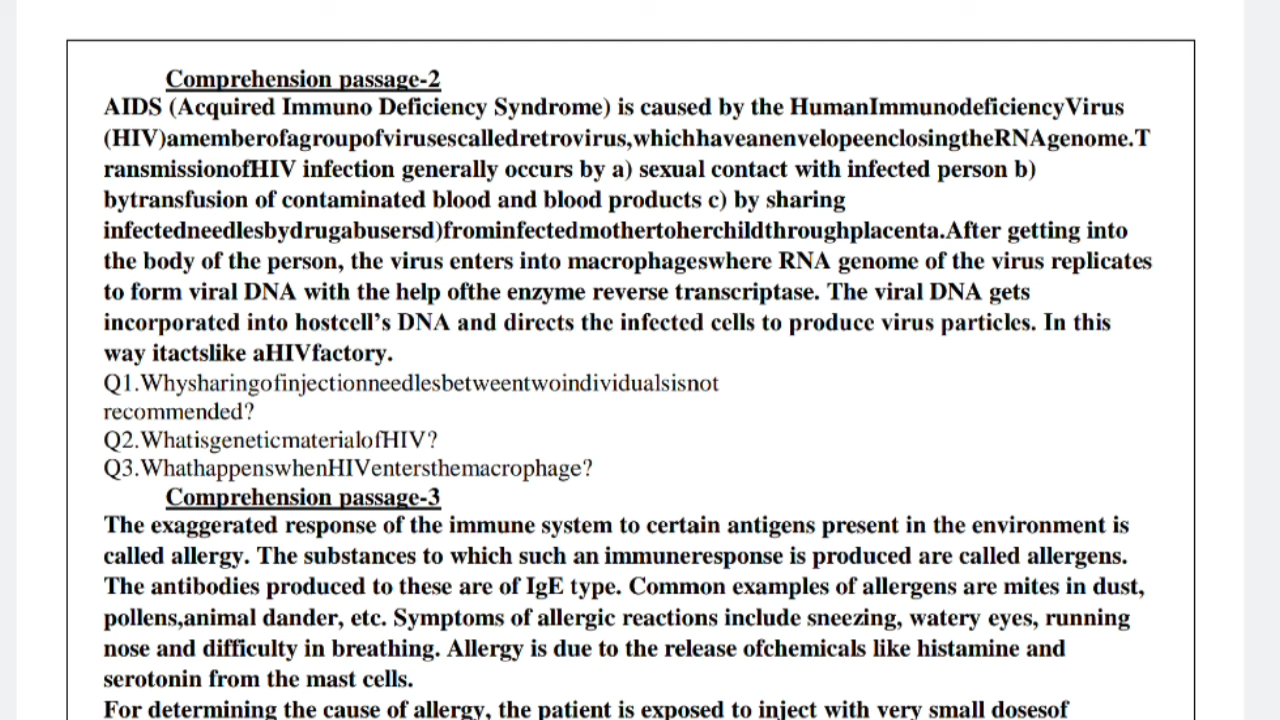 Comprehension passage-2
AIDS (Acquired Immuno Deficiency Syndrome) is caused by the HumanImmunodeficiencyVirus
(HIV)amemberofagroupofvirusescalledretrovirus,whichhaveanenvelopeenclosingtheRNAgenome.T
ransmissionofHIV infection generally occurs by a) sexual contact with infected person b)
bytransfusion of contaminated blood and blood products c) by sharing
infectedneedlesbydrugabusersd)frominfectedmothertoherchildthroughplacenta.After getting into
the body of the person, the virus enters into macrophageswhere RNA genome of the virus replicates
to form viral DNA with the help ofthe enzyme reverse transcriptase. The viral DNA gets
incorporated into hostcell’s DNA and directs the infected cells to produce virus particles. In this
way itactslike aHIVfactory.
Q1.Whysharingofinjectionneedlesbetweentwoindividualsisnot
recommended?
Q2.WhatisgeneticmaterialofHIV?
Q3.WhathappenswhenHIVentersthemacrophage?
Comprehension passage-3
The exaggerated response of the immune system to certain antigens present in the environment is
called allergy. The substances to which such an immuneresponse is produced are called allergens.
The antibodies produced to these are of IgE type. Common examples of allergens are mites in dust,
pollens,animal dander, etc. Symptoms of allergic reactions include sneezing, watery eyes, running
nose and difficulty in breathing. Allergy is due to the release ofchemicals like histamine and
serotonin from the mast cells.
For determining the cause of allergy, the patient is exposed to inject with very small dosesof